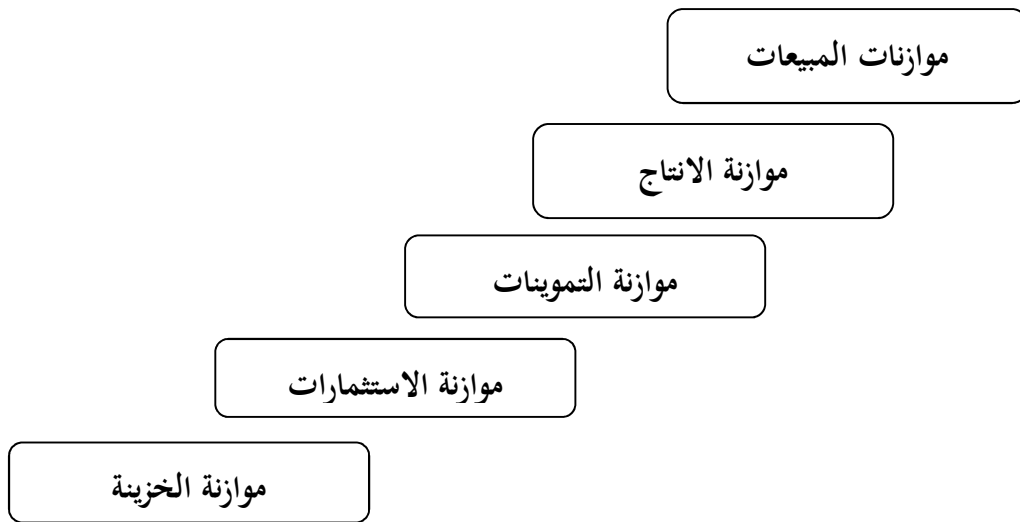 موازنات المبيعات
موازنة الانتاج
موازنة التموينات
موازنة الاستثمارات
موازنة الخزينة